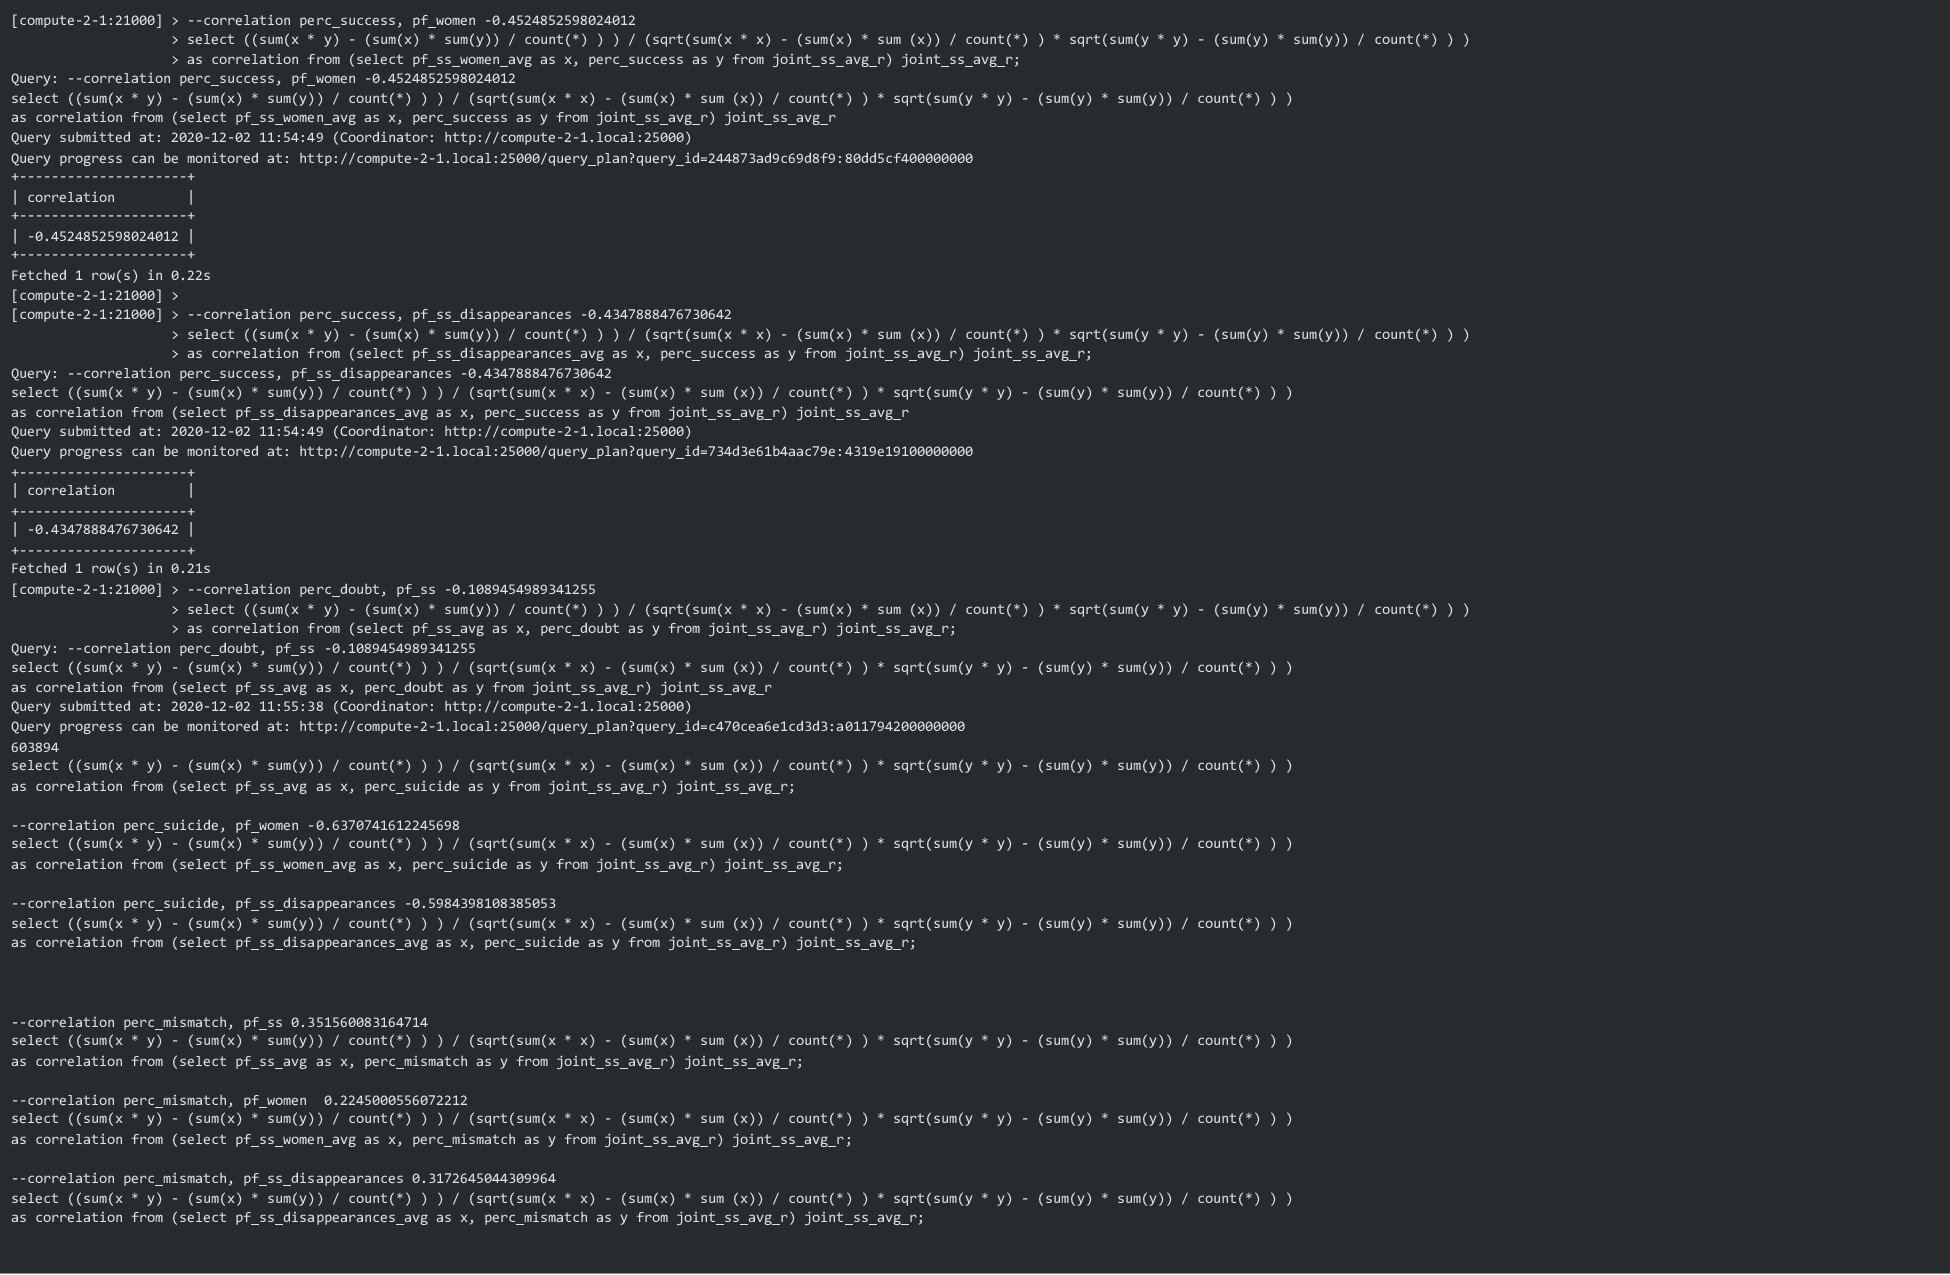 [compute-2-1:21000] > --correlation perc_success, pf_women -0.4524852598024012
> select ((sum(x * y) - (sum(x) * sum(y)) / count(*) ) ) / (sqrt(sum(x * x) - (sum(x) * sum (x)) / count(*) ) * sqrt(sum(y * y) - (sum(y) * sum(y)) / count(*) ) )
> as correlation from (select pf_ss_women_avg as x, perc_success as y from joint_ss_avg_r) joint_ss_avg_r;
Query: --correlation perc_success, pf_women -0.4524852598024012
select ((sum(x * y) - (sum(x) * sum(y)) / count(*) ) ) / (sqrt(sum(x * x) - (sum(x) * sum (x)) / count(*) ) * sqrt(sum(y * y) - (sum(y) * sum(y)) / count(*) ) )
as correlation from (select pf_ss_women_avg as x, perc_success as y from joint_ss_avg_r) joint_ss_avg_r
Query submitted at: 2020-12-02 11:54:49 (Coordinator: http://compute-2-1.local:25000)
Query progress can be monitored at: http://compute-2-1.local:25000/query_plan?query_id=244873ad9c69d8f9:80dd5cf400000000
+---------------------+
| correlation         |
+---------------------+
| -0.4524852598024012 |
+---------------------+
Fetched 1 row(s) in 0.22s
[compute-2-1:21000] >
[compute-2-1:21000] > --correlation perc_success, pf_ss_disappearances -0.4347888476730642
> select ((sum(x * y) - (sum(x) * sum(y)) / count(*) ) ) / (sqrt(sum(x * x) - (sum(x) * sum (x)) / count(*) ) * sqrt(sum(y * y) - (sum(y) * sum(y)) / count(*) ) )
> as correlation from (select pf_ss_disappearances_avg as x, perc_success as y from joint_ss_avg_r) joint_ss_avg_r;
Query: --correlation perc_success, pf_ss_disappearances -0.4347888476730642
select ((sum(x * y) - (sum(x) * sum(y)) / count(*) ) ) / (sqrt(sum(x * x) - (sum(x) * sum (x)) / count(*) ) * sqrt(sum(y * y) - (sum(y) * sum(y)) / count(*) ) )
as correlation from (select pf_ss_disappearances_avg as x, perc_success as y from joint_ss_avg_r) joint_ss_avg_r
Query submitted at: 2020-12-02 11:54:49 (Coordinator: http://compute-2-1.local:25000)
Query progress can be monitored at: http://compute-2-1.local:25000/query_plan?query_id=734d3e61b4aac79e:4319e19100000000
+---------------------+
| correlation         |
+---------------------+
| -0.4347888476730642 |
+---------------------+
Fetched 1 row(s) in 0.21s
[compute-2-1:21000] > --correlation perc_doubt, pf_ss -0.1089454989341255
> select ((sum(x * y) - (sum(x) * sum(y)) / count(*) ) ) / (sqrt(sum(x * x) - (sum(x) * sum (x)) / count(*) ) * sqrt(sum(y * y) - (sum(y) * sum(y)) / count(*) ) )
> as correlation from (select pf_ss_avg as x, perc_doubt as y from joint_ss_avg_r) joint_ss_avg_r;
Query: --correlation perc_doubt, pf_ss -0.1089454989341255
select ((sum(x * y) - (sum(x) * sum(y)) / count(*) ) ) / (sqrt(sum(x * x) - (sum(x) * sum (x)) / count(*) ) * sqrt(sum(y * y) - (sum(y) * sum(y)) / count(*) ) )
as correlation from (select pf_ss_avg as x, perc_doubt as y from joint_ss_avg_r) joint_ss_avg_r
Query submitted at: 2020-12-02 11:55:38 (Coordinator: http://compute-2-1.local:25000)
Query progress can be monitored at: http://compute-2-1.local:25000/query_plan?query_id=c470cea6e1cd3d3:a011794200000000
603894
select ((sum(x * y) - (sum(x) * sum(y)) / count(*) ) ) / (sqrt(sum(x * x) - (sum(x) * sum (x)) / count(*) ) * sqrt(sum(y * y) - (sum(y) * sum(y)) / count(*) ) )
as correlation from (select pf_ss_avg as x, perc_suicide as y from joint_ss_avg_r) joint_ss_avg_r;

--correlation perc_suicide, pf_women -0.6370741612245698
select ((sum(x * y) - (sum(x) * sum(y)) / count(*) ) ) / (sqrt(sum(x * x) - (sum(x) * sum (x)) / count(*) ) * sqrt(sum(y * y) - (sum(y) * sum(y)) / count(*) ) )
as correlation from (select pf_ss_women_avg as x, perc_suicide as y from joint_ss_avg_r) joint_ss_avg_r;

--correlation perc_suicide, pf_ss_disappearances -0.5984398108385053
select ((sum(x * y) - (sum(x) * sum(y)) / count(*) ) ) / (sqrt(sum(x * x) - (sum(x) * sum (x)) / count(*) ) * sqrt(sum(y * y) - (sum(y) * sum(y)) / count(*) ) )
as correlation from (select pf_ss_disappearances_avg as x, perc_suicide as y from joint_ss_avg_r) joint_ss_avg_r;

--correlation perc_mismatch, pf_ss 0.351560083164714
select ((sum(x * y) - (sum(x) * sum(y)) / count(*) ) ) / (sqrt(sum(x * x) - (sum(x) * sum (x)) / count(*) ) * sqrt(sum(y * y) - (sum(y) * sum(y)) / count(*) ) )
as correlation from (select pf_ss_avg as x, perc_mismatch as y from joint_ss_avg_r) joint_ss_avg_r;

--correlation perc_mismatch, pf_women  0.2245000556072212
select ((sum(x * y) - (sum(x) * sum(y)) / count(*) ) ) / (sqrt(sum(x * x) - (sum(x) * sum (x)) / count(*) ) * sqrt(sum(y * y) - (sum(y) * sum(y)) / count(*) ) )
as correlation from (select pf_ss_women_avg as x, perc_mismatch as y from joint_ss_avg_r) joint_ss_avg_r;

--correlation perc_mismatch, pf_ss_disappearances 0.3172645044309964
select ((sum(x * y) - (sum(x) * sum(y)) / count(*) ) ) / (sqrt(sum(x * x) - (sum(x) * sum (x)) / count(*) ) * sqrt(sum(y * y) - (sum(y) * sum(y)) / count(*) ) )
as correlation from (select pf_ss_disappearances_avg as x, perc_mismatch as y from joint_ss_avg_r) joint_ss_avg_r;